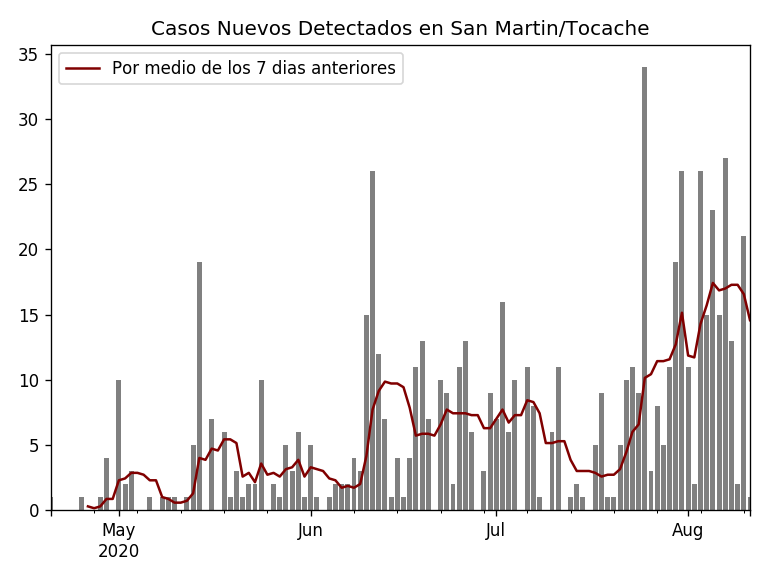 Casos Nuevos Detectados en San Martin/Tocache
Por medio de los 7 dias anteriores
35
30
25
20
15
10
5
0
May
2020
Jun
Jul
Aug